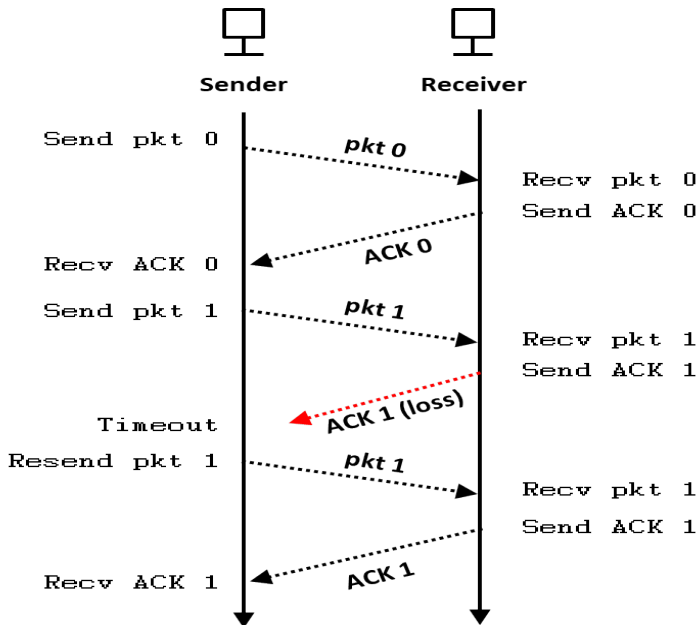 Sender
Receiver
Send pkt 0
pkt 0
Recv pkt 0
Send ACK 0
ACK 0
Recv ACK 0
Send pkt 1
pkt 1
Recv pkt 1
Send ACK 1
ACK 1 (loss)
Timeout
Resend pkt 1
pkt 1
Recv pkt 1
Send ACK 1
ACK 1
Recv ACK 1